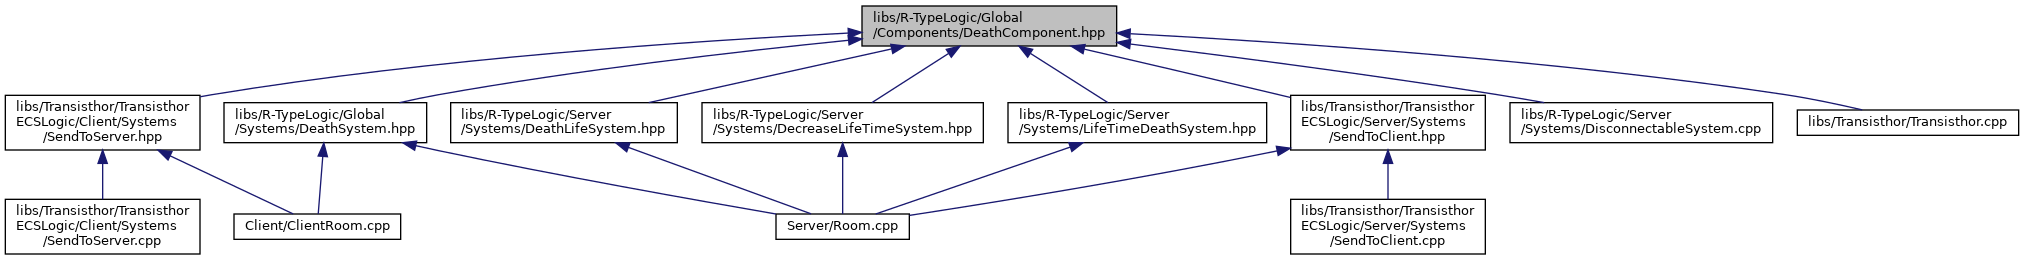 libs/R-TypeLogic/Global
/Components/DeathComponent.hpp
libs/Transisthor/Transisthor
ECSLogic/Client/Systems
/SendToServer.hpp
libs/R-TypeLogic/Global
/Systems/DeathSystem.hpp
libs/R-TypeLogic/Server
/Systems/DeathLifeSystem.hpp
libs/R-TypeLogic/Server
/Systems/DecreaseLifeTimeSystem.hpp
libs/R-TypeLogic/Server
/Systems/LifeTimeDeathSystem.hpp
libs/Transisthor/Transisthor
ECSLogic/Server/Systems
/SendToClient.hpp
libs/R-TypeLogic/Server
/Systems/DisconnectableSystem.cpp
libs/Transisthor/Transisthor.cpp
libs/Transisthor/Transisthor
ECSLogic/Client/Systems
/SendToServer.cpp
Client/ClientRoom.cpp
Server/Room.cpp
libs/Transisthor/Transisthor
ECSLogic/Server/Systems
/SendToClient.cpp